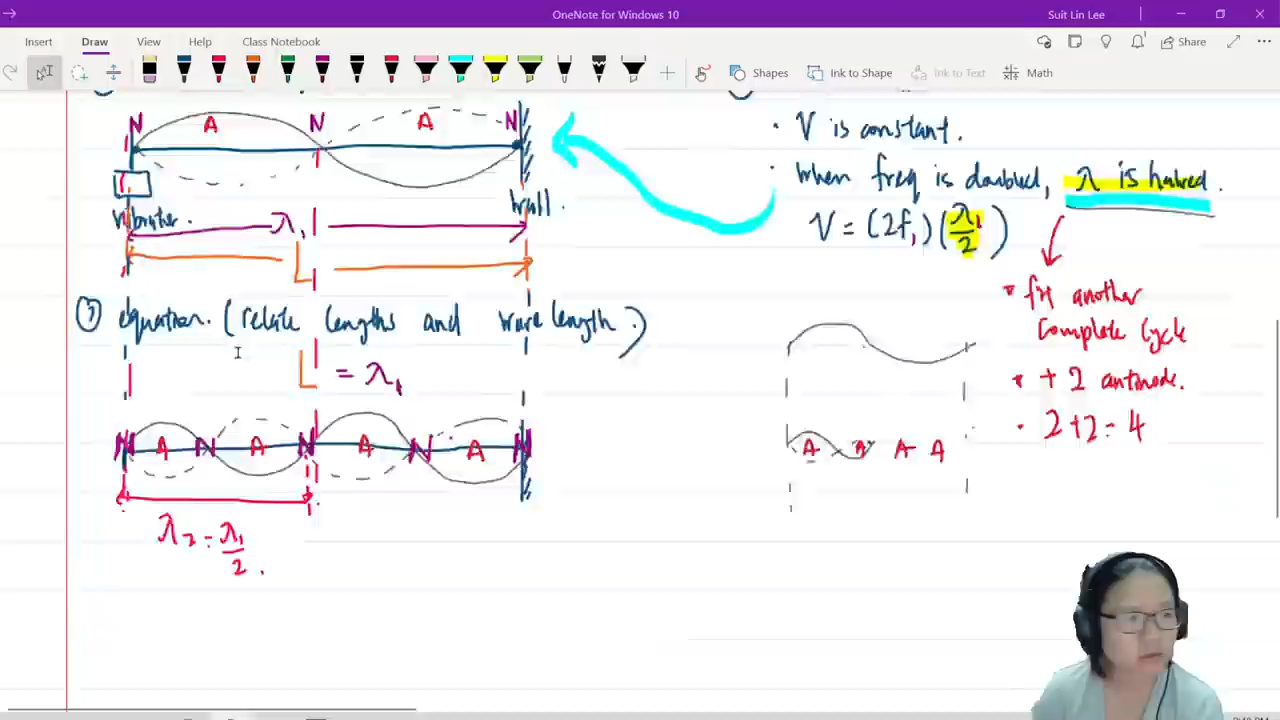 OneNote for Windows 10
Suit Lin Lee
Insert
Draw
View
Help
Class Notebook
Share
Shapes
Ink to Shape
Ink to Text
Math
N A N A N
vibrator.
wall.
λ1
L
③ equation. (relate lengths and wavelength.)
L = λ1
N A N A N A N A N
λ2 = λ1/2.
· V is constant.
· When freq is doubled, λ is halved.
V = (2f1)(λ1/2)
* fit another
complete cycle
* + 2 antinode.
· 2+2=4
A A A A